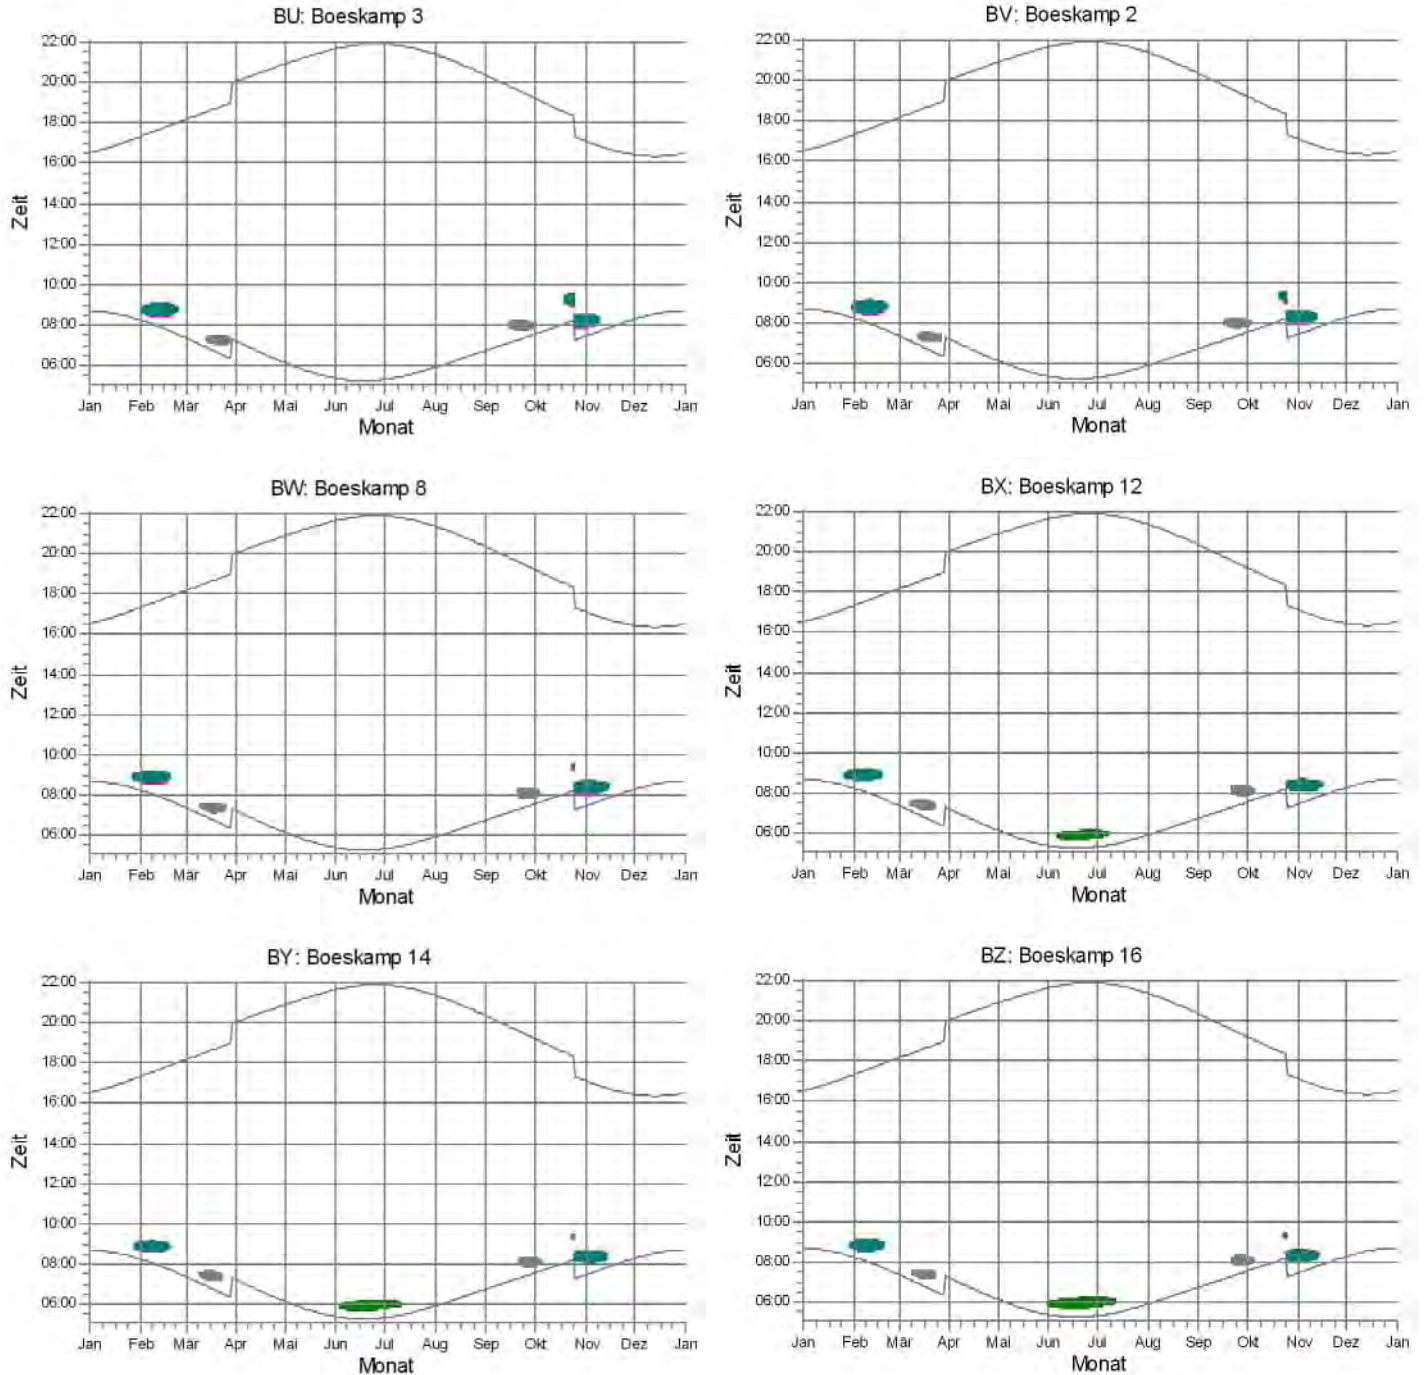 BU: Boeskamp 3
22:00
20:00
18:00
16:00
14:00
12:00
10:00
08:00
06:00
Zeit
Jan Feb Mär Apr Mai Jun Jul Aug Sep Okt Nov Dez Jan
Monat
BV: Boeskamp 2
22:00
20:00
18:00
16:00
14:00
12:00
10:00
08:00
06:00
Zeit
Jan Feb Mär Apr Mai Jun Jul Aug Sep Okt Nov Dez Jan
Monat
BW: Boeskamp 8
22:00
20:00
18:00
16:00
14:00
12:00
10:00
08:00
06:00
Zeit
Jan Feb Mär Apr Mai Jun Jul Aug Sep Okt Nov Dez Jan
Monat
BX: Boeskamp 12
22:00
20:00
18:00
16:00
14:00
12:00
10:00
08:00
06:00
Zeit
Jan Feb Mär Apr Mai Jun Jul Aug Sep Okt Nov Dez Jan
Monat
BY: Boeskamp 14
22:00
20:00
18:00
16:00
14:00
12:00
10:00
08:00
06:00
Zeit
Jan Feb Mär Apr Mai Jun Jul Aug Sep Okt Nov Dez Jan
Monat
BZ: Boeskamp 16
22:00
20:00
18:00
16:00
14:00
12:00
10:00
08:00
06:00
Zeit
Jan Feb Mär Apr Mai Jun Jul Aug Sep Okt Nov Dez Jan
Monat